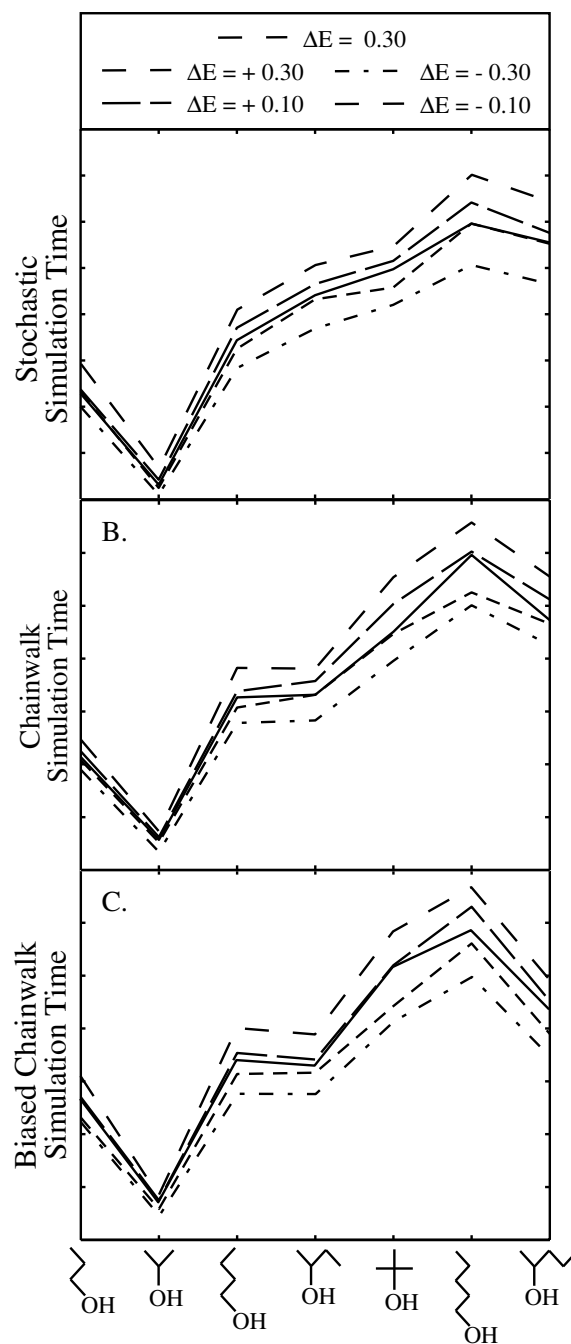 ΔE = 0.30
ΔE = + 0.30 ΔE = - 0.30
ΔE = + 0.10 ΔE = - 0.10
Stochastic
Simulation Time
B.
Chainwalk
Simulation Time
C.
Biased Chainwalk
Simulation Time
OH OH OH OH OH OH OH